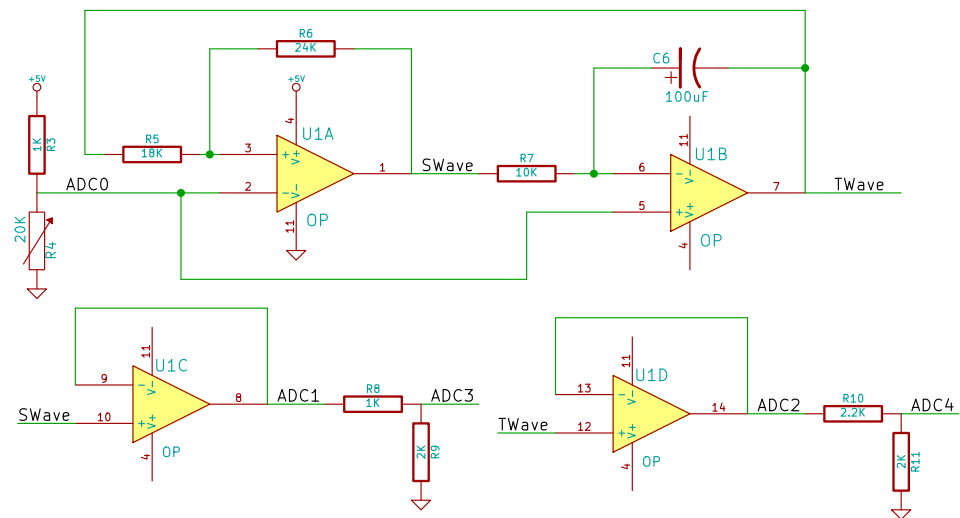 R6
24K
C6
+
100uF
+5V
+5V
1K
R3
R5
18K
4
U1A
3
+
V+
2
-
V-
1
11
OP
ADC0
20K
R4
SWave
R7
10K
11
U1B
6
-
V-
5
+
V+
7
4
OP
TWave
11
U1C
9
-
V-
10
+
V+
8
4
OP
SWave
ADC1
R8
1K
ADC3
2K
R9
11
U1D
13
-
V-
12
+
V+
14
4
OP
TWave
ADC2
R10
2.2K
ADC4
2K
R11